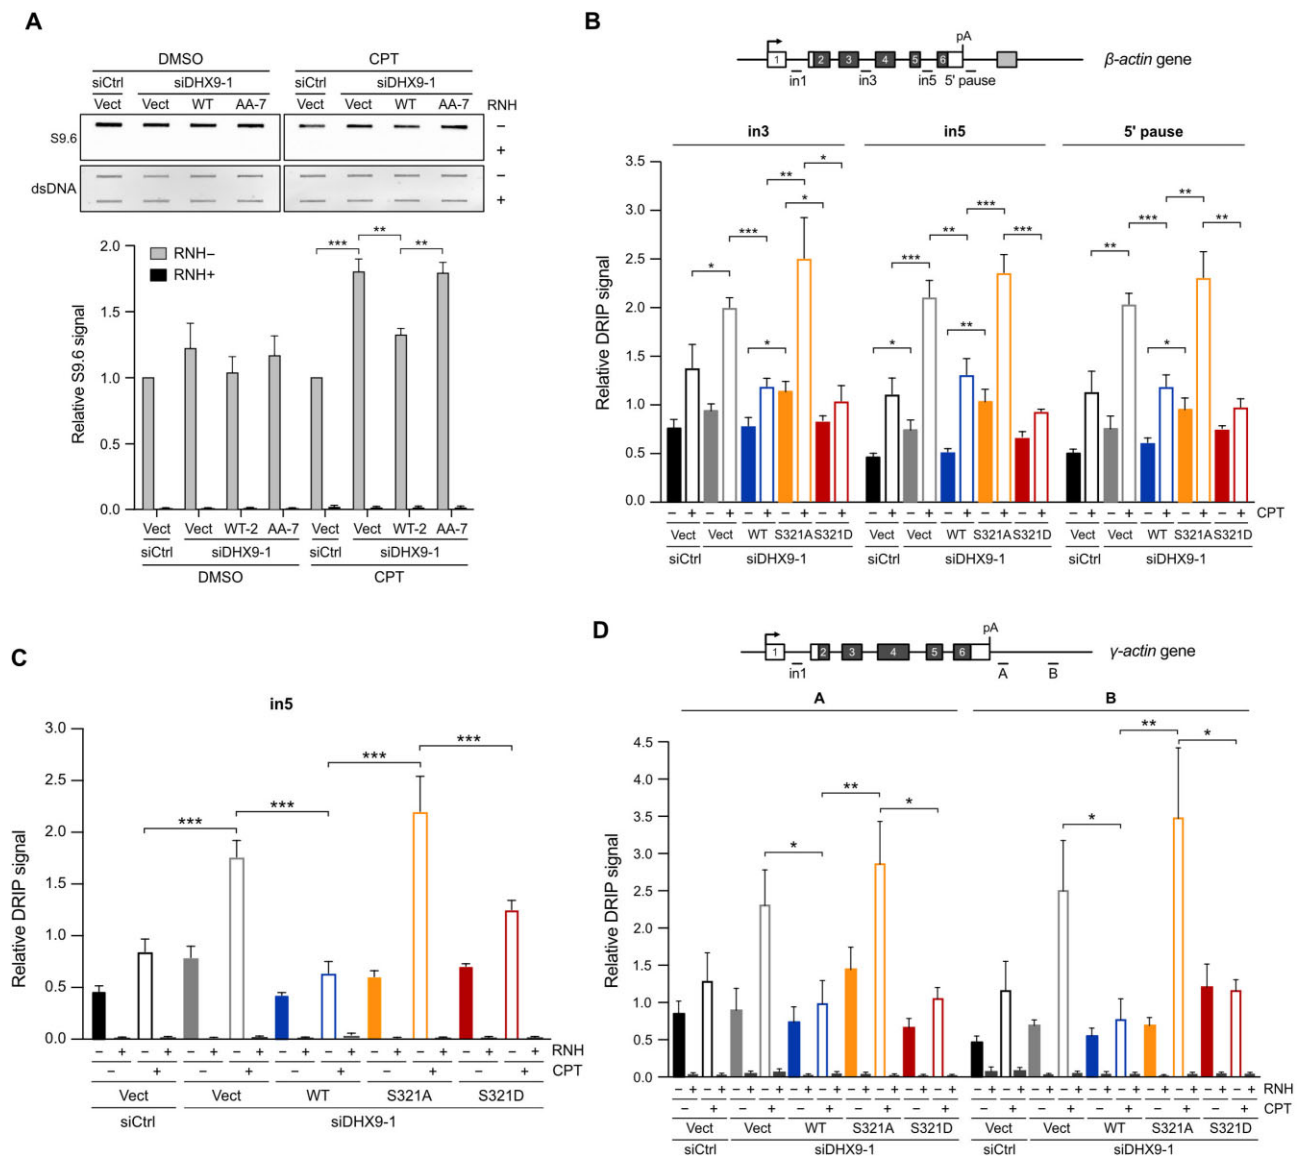 A
DMSO CPT
siCtrl siDHX9-1 siCtrl siDHX9-1
Vect Vect WT AA-7 Vect Vect WT AA-7 RNH
S9.6 −
+
dsDNA −
+
Relative S9.6 signal
2.0
1.5
1.0
0.5
0.0
RNH−
RNH+
*** ** **
Vect Vect WT-2 AA-7 Vect Vect WT-2 AA-7
siCtrl siDHX9-1 siCtrl siDHX9-1
DMSO CPT
B
pA
1 2 3 4 5 6
in1 in3 in5 5' pause
β-actin gene
in3 in5 5' pause
Relative DRIP signal
3.5
3.0
2.5
2.0
1.5
1.0
0.5
0.0
* *** ** * * *
* *** ** *** *** **
** *** ** ** *
− + − + − + − + − + − + − + − + − + − + − + − + − + − + − + CPT
Vect Vect WT S321A S321D Vect Vect WT S321A S321D Vect Vect WT S321A S321D
siCtrl siDHX9-1 siCtrl siDHX9-1 siCtrl siDHX9-1
C
in5
Relative DRIP signal
3.0
2.5
2.0
1.5
1.0
0.5
0.0
*** *** *** ***
− + − + − + − + − + − + − + − + − + − + RNH
− + − + − + − + − + CPT
Vect Vect WT S321A S321D
siCtrl siDHX9-1
D
pA
1 2 3 4 5 6
in1 A B
γ-actin gene
A B
Relative DRIP signal
4.5
4.0
3.5
3.0
2.5
2.0
1.5
1.0
0.5
0.0
* ** * * ** *
− + − + − + − + − + − + − + − + − + − + − + − + − + − + − + − + − + − + − + − + RNH
− + − + − + − + − + − + − + − + − + − + CPT
Vect Vect WT S321A S321D Vect Vect WT S321A S321D
siCtrl siDHX9-1 siCtrl siDHX9-1